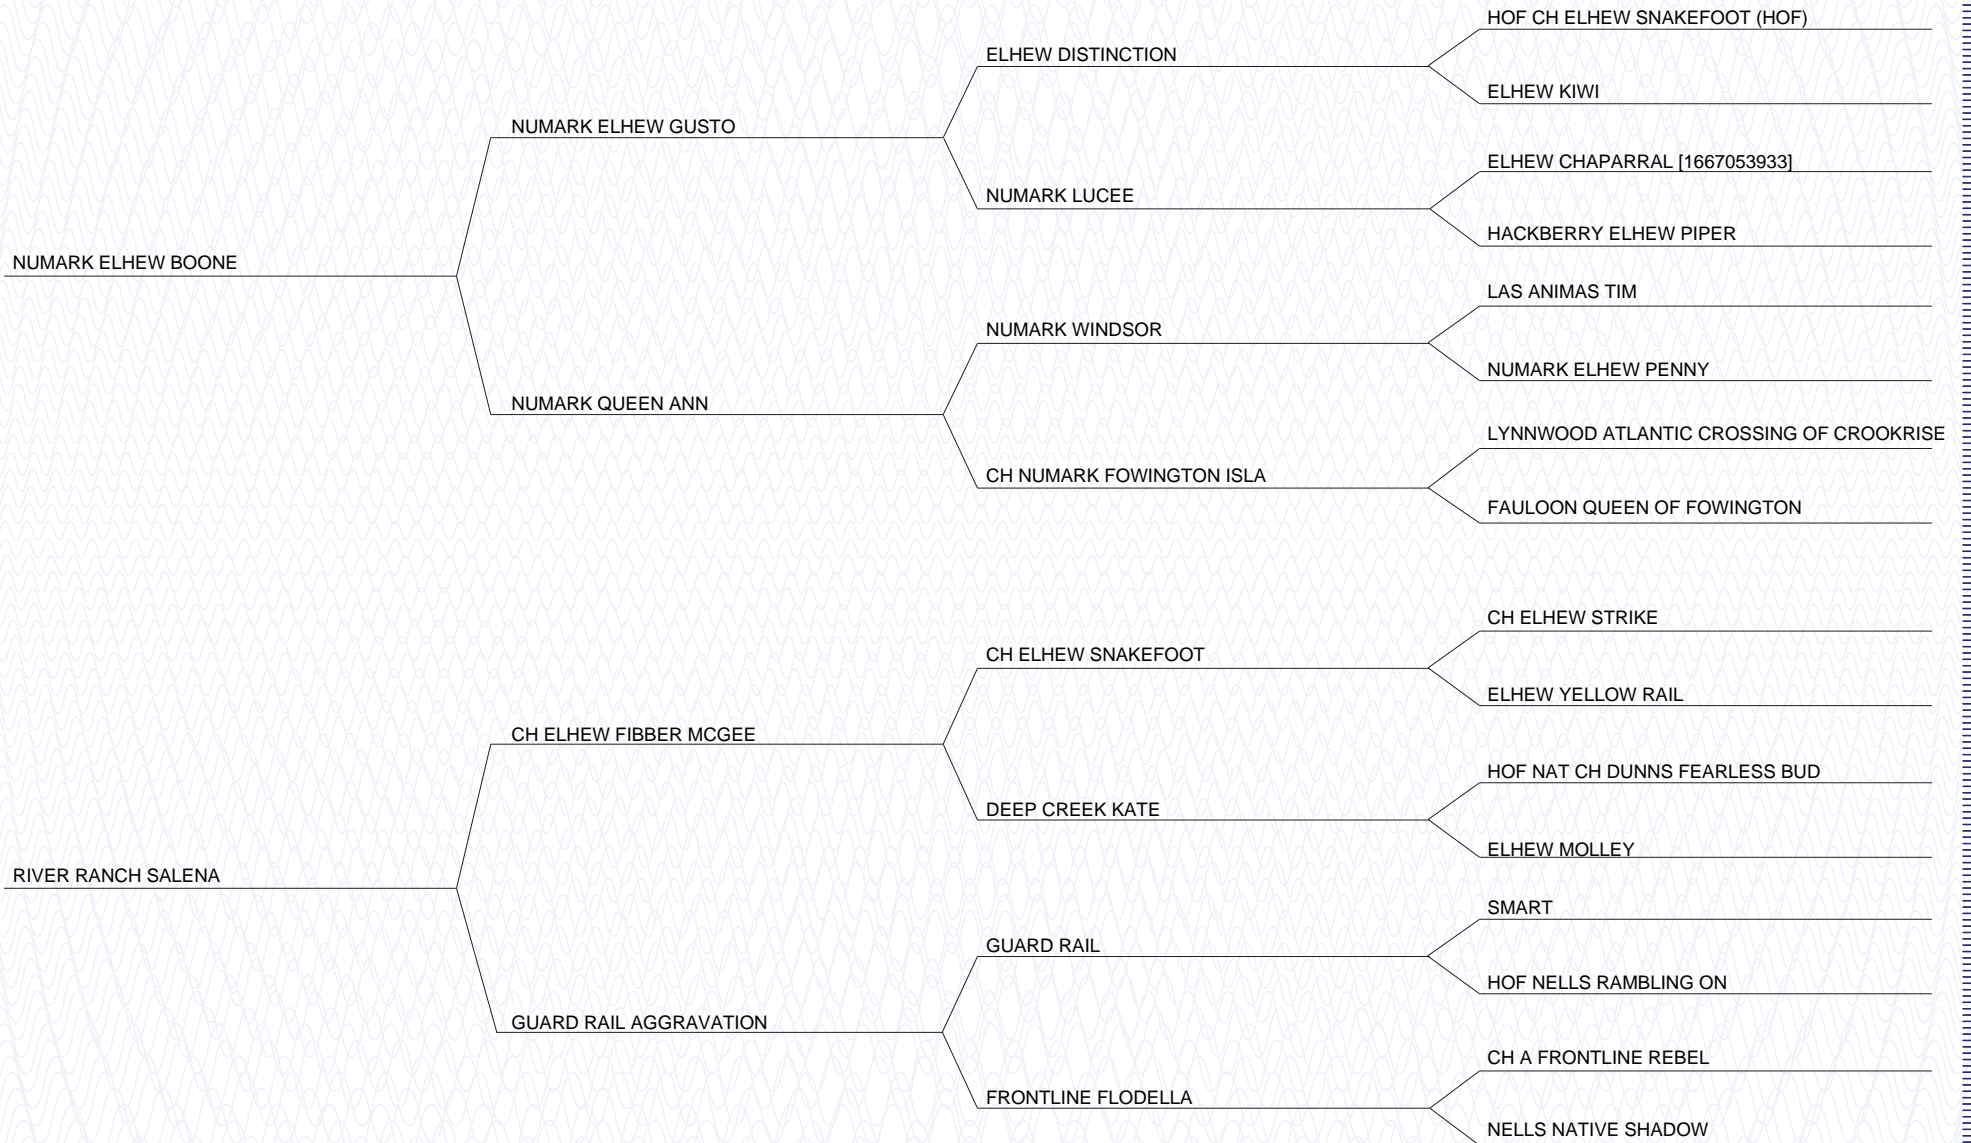 HOF CH ELHEW SNAKEFOOT (HOF)
ELHEW DISTINCTION
ELHEW KIWI
NUMARK ELHEW GUSTO
ELHEW CHAPARRAL [1667053933]
NUMARK LUCEE
HACKBERRY ELHEW PIPER
NUMARK ELHEW BOONE
LAS ANIMAS TIM
NUMARK WINDSOR
NUMARK ELHEW PENNY
NUMARK QUEEN ANN
LYNNWOOD ATLANTIC CROSSING OF CROOKRISE
CH NUMARK FOWINGTON ISLA
FAULOON QUEEN OF FOWINGTON
CH ELHEW STRIKE
CH ELHEW SNAKEFOOT
ELHEW YELLOW RAIL
CH ELHEW FIBBER MCGEE
HOF NAT CH DUNNS FEARLESS BUD
DEEP CREEK KATE
ELHEW MOLLEY
RIVER RANCH SALENA
SMART
GUARD RAIL
HOF NELLS RAMBLING ON
GUARD RAIL AGGRAVATION
CH A FRONTLINE REBEL
FRONTLINE FLODELLA
NELLS NATIVE SHADOW